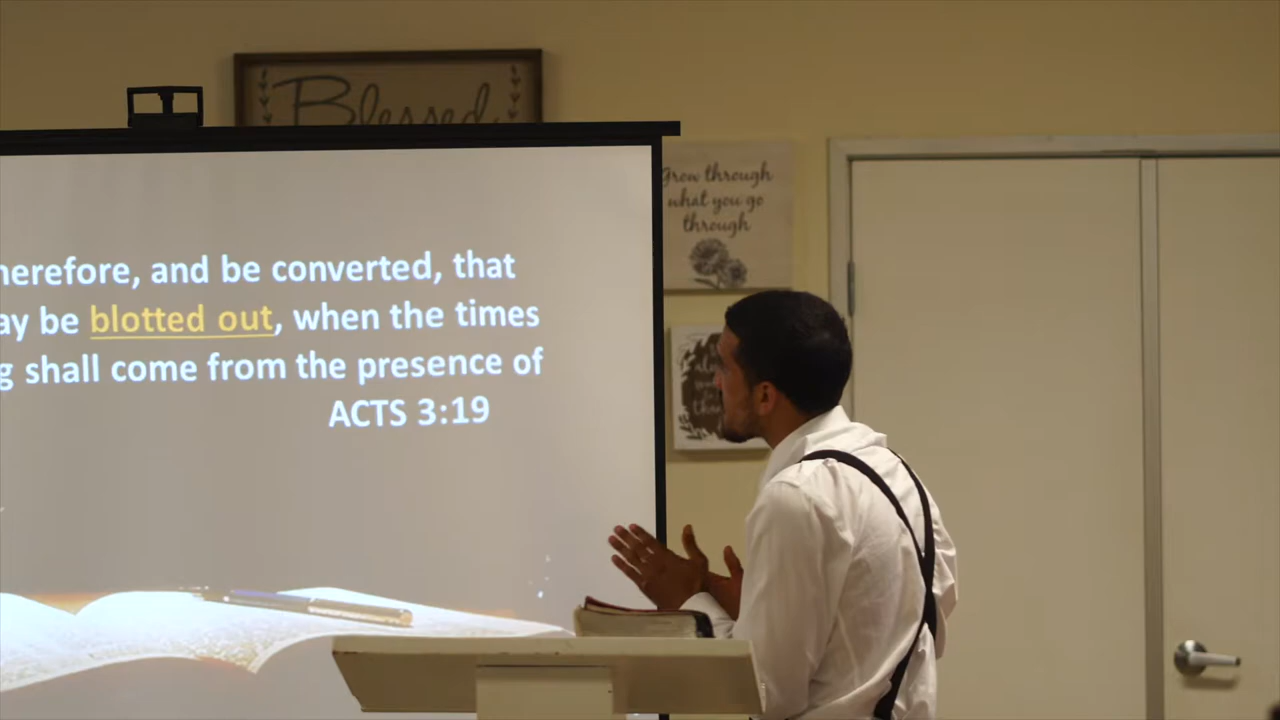 Blessed
Grow through
what you go
through
herefore, and be converted, that
ay be blotted out, when the times
g shall come from the presence of
ACTS 3:19